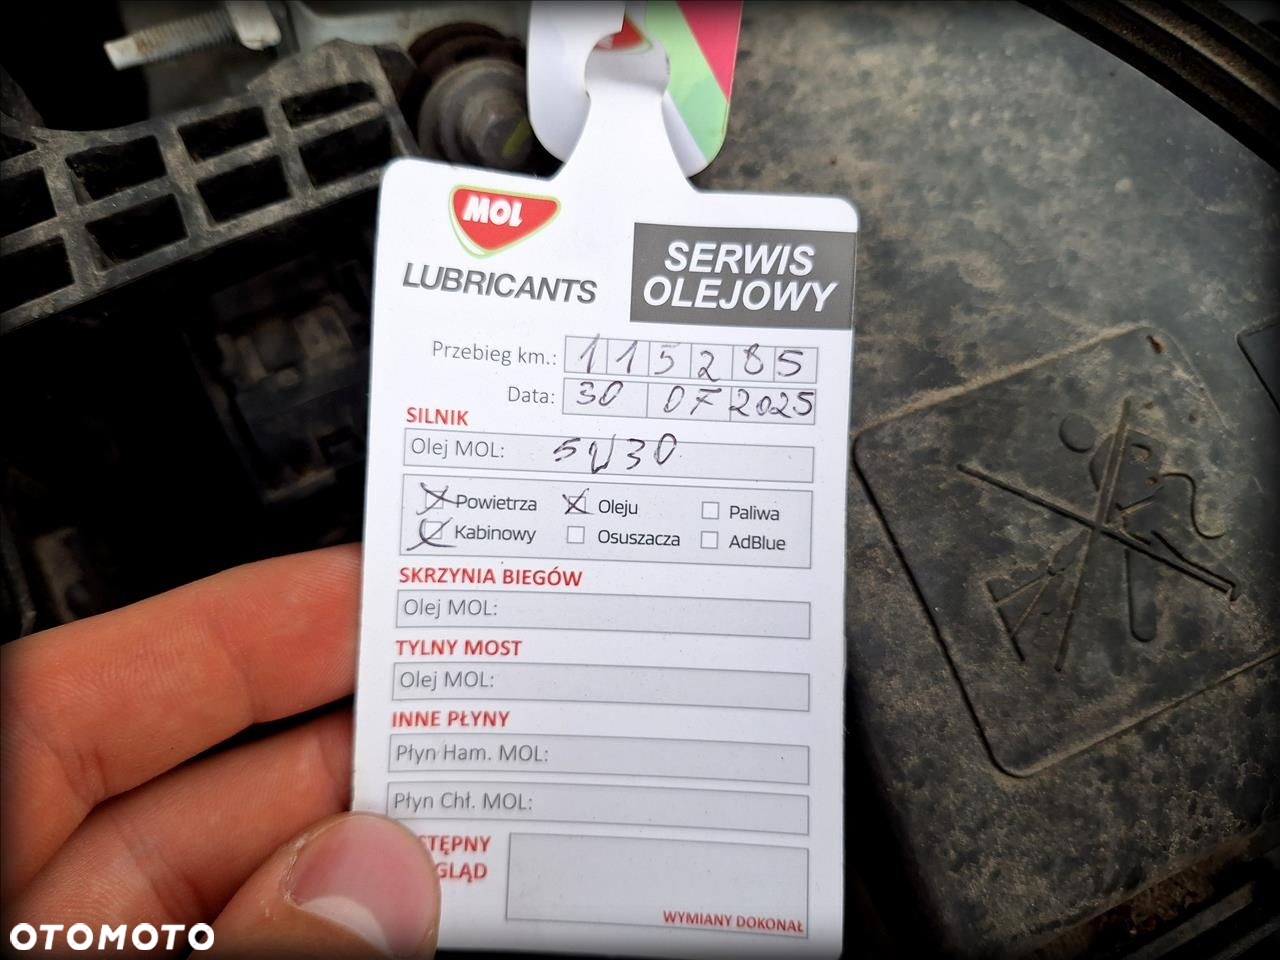 MOL
LUBRICANTS
SERWIS
OLEJOWY
Przebieg km.: 115285
Data: 30 07 2025
SILNIK
Olej MOL: 5W30
Powietrza Oleju Paliwa
Kabinowy Osuszacza AdBlue
SKRZYNIA BIEGÓW
Olej MOL:
TYLNY MOST
Olej MOL:
INNE PŁYNY
Płyn Ham. MOL:
Płyn Chł. MOL:
WYMIANY DOKONAŁ
OTOMOTO